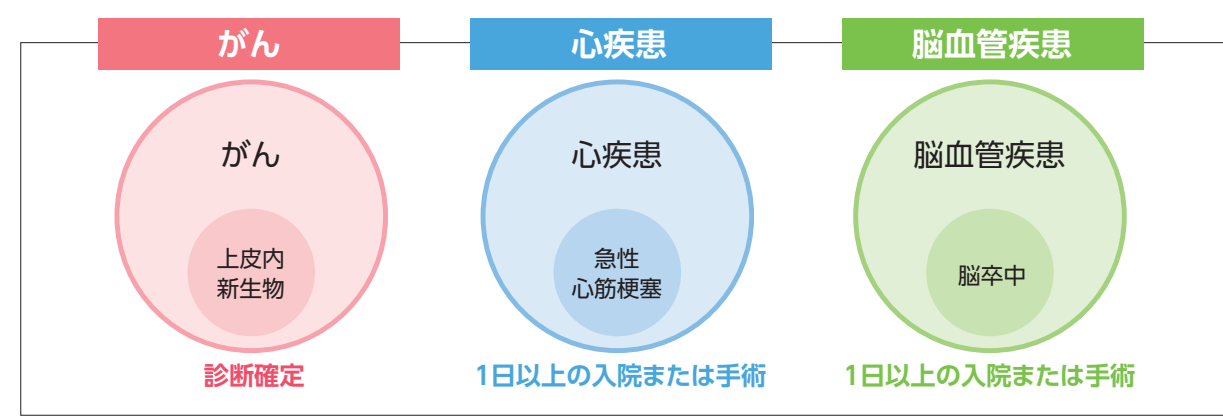 がん
心疾患
脳血管疾患
がん
心疾患
脳血管疾患
上皮内
新生物
急性
心筋梗塞
脳卒中
診断確定
1日以上の入院または手術
1日以上の入院または手術